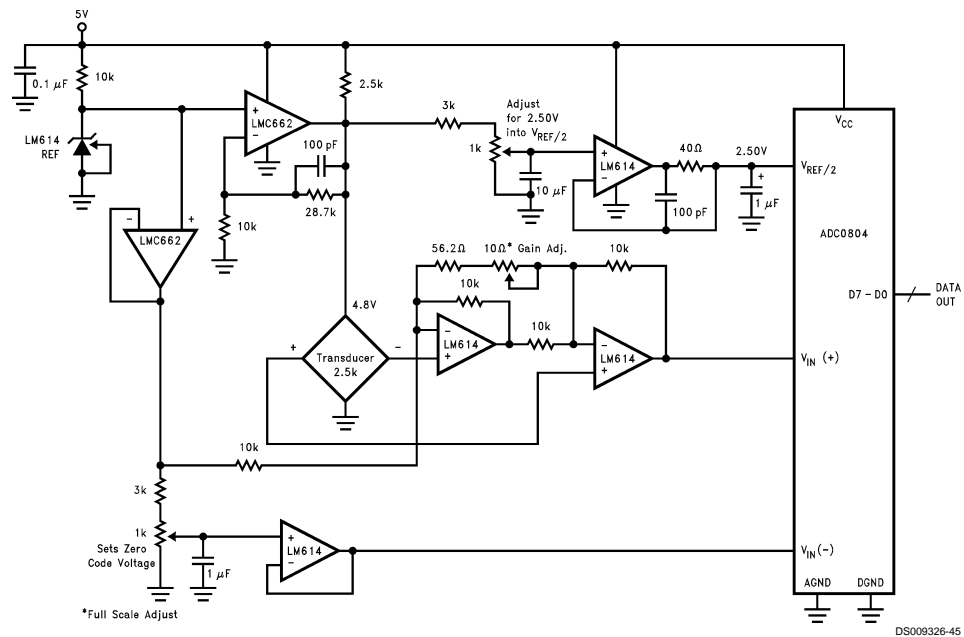 5V
0.1 μF
10k
LM614
REF
+
−
LMC662
2.5k
100 pF
28.7k
10k
−
+
LMC662
3k
Adjust
for 2.50V
into VREF/2
1k
10 μF
+
−
LM614
40Ω
2.50V
100 pF
+
1 μF
VCC
VREF/2
ADC0804
D7 – D0
DATA
OUT
VIN (+)
VIN(−)
AGND
DGND
56.2Ω
10Ω* Gain Adj.
10k
10k
−
+
LM614
10k
−
+
LM614
4.8V
+
−
Transducer
2.5k
10k
3k
1k
Sets Zero
Code Voltage
1 μF
+
−
LM614
*Full Scale Adjust
DS009326-45